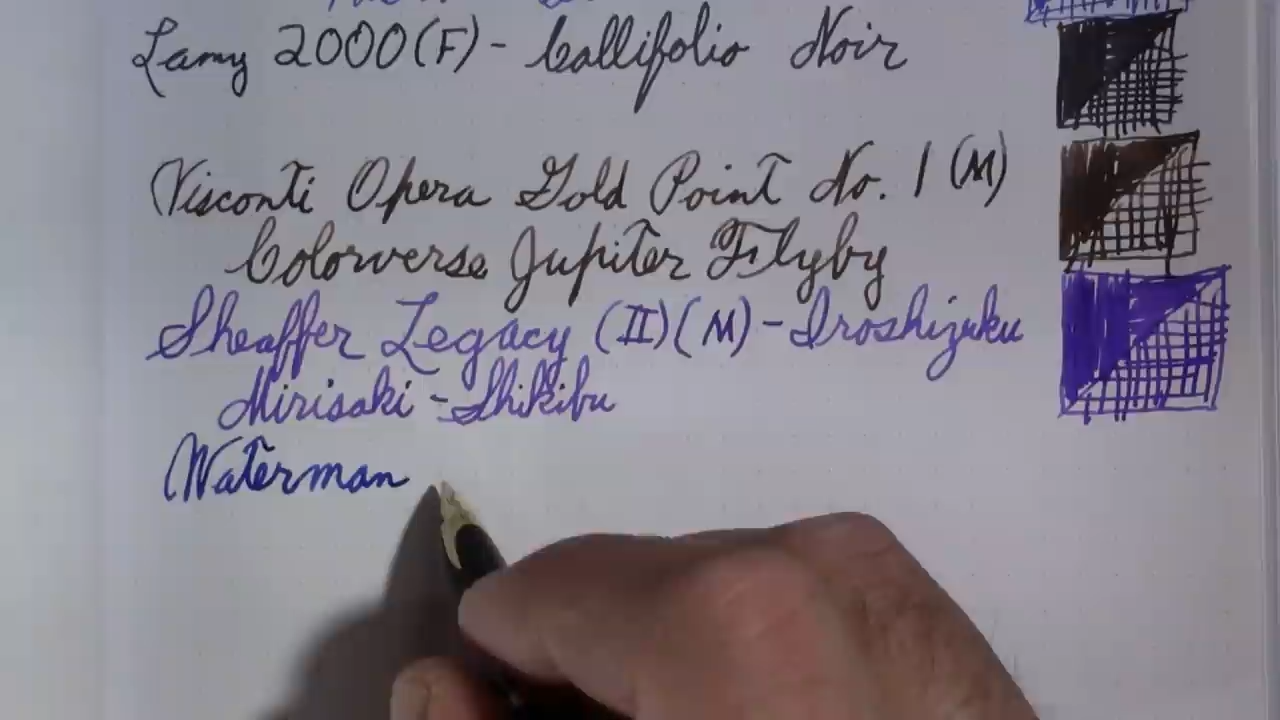 Lamy 2000 (F) - Callifolio Noir
Visconti Opera Gold Point No. 1 (M)
Colorverse Jupiter Flyby
Sheaffer Legacy (II)(M) - Iroshizuku
Mirisaki - Shikibu
Waterman